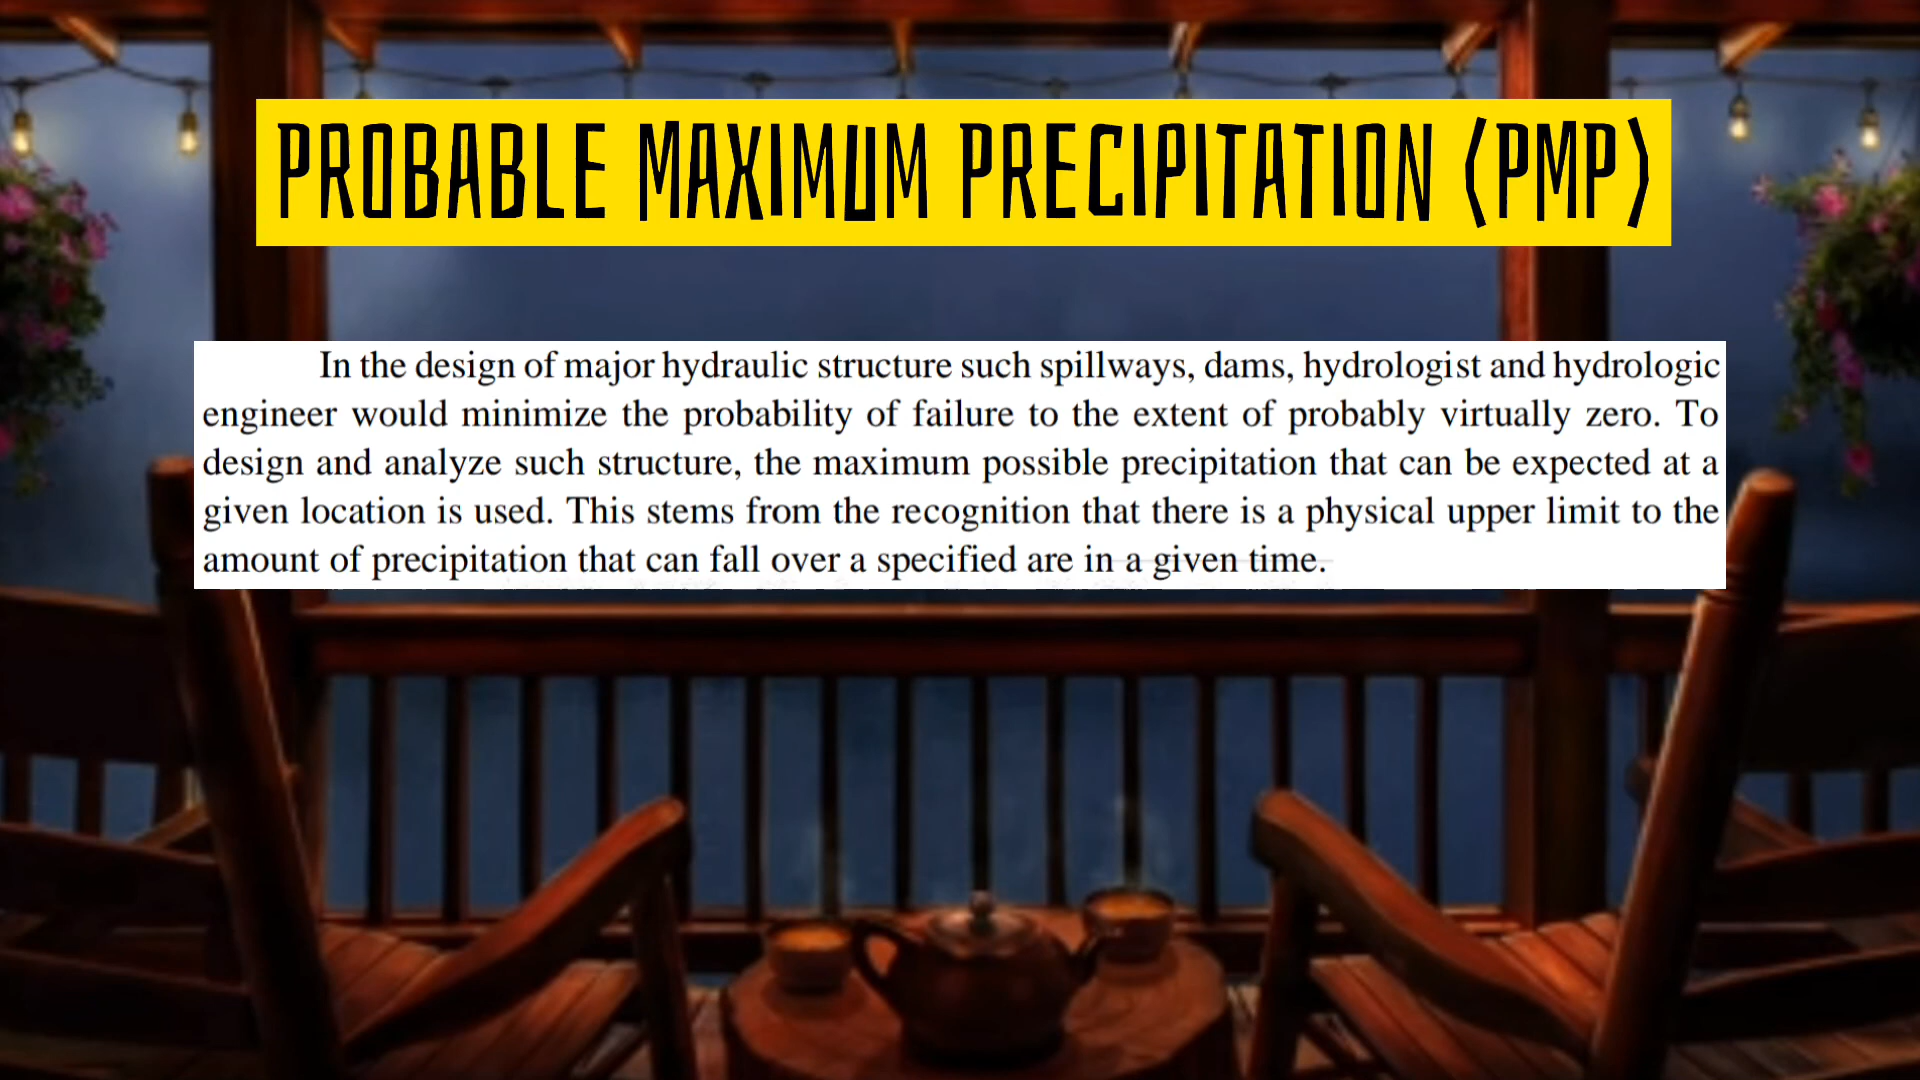 PROBABLE MAXIMUM PRECIPITATION (PMP)
In the design of major hydraulic structure such spillways, dams, hydrologist and hydrologic
engineer would minimize the probability of failure to the extent of probably virtually zero. To
design and analyze such structure, the maximum possible precipitation that can be expected at a
given location is used. This stems from the recognition that there is a physical upper limit to the
amount of precipitation that can fall over a specified are in a given time.